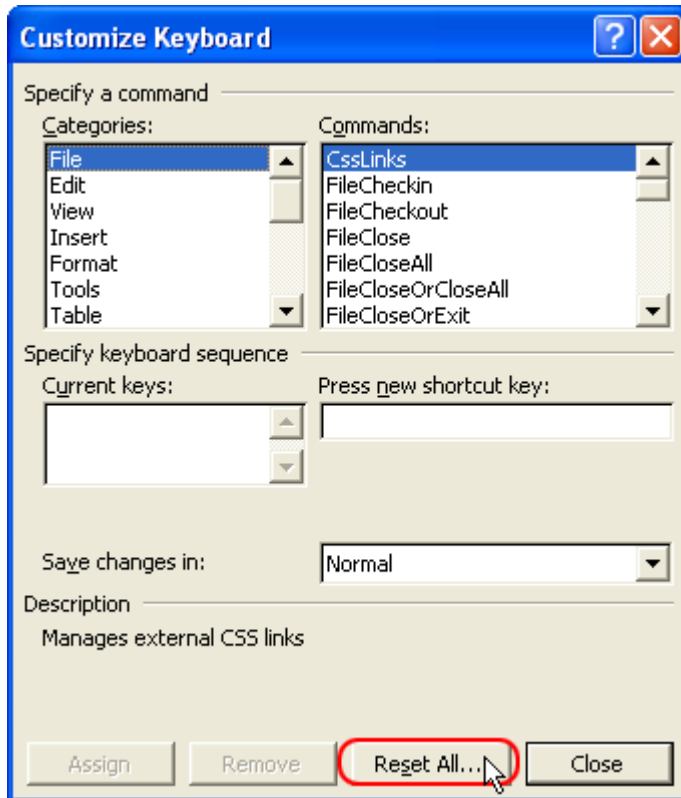 Customize Keyboard
Specify a command
Categories:
Commands:
File
Edit
View
Insert
Format
Tools
Table
CssLinks
FileCheckin
FileCheckout
FileClose
FileCloseAll
FileCloseOrCloseAll
FileCloseOrExit
Specify keyboard sequence
Current keys:
Press new shortcut key:
Save changes in:
Normal
Description
Manages external CSS links
Assign
Remove
Reset All...
Close